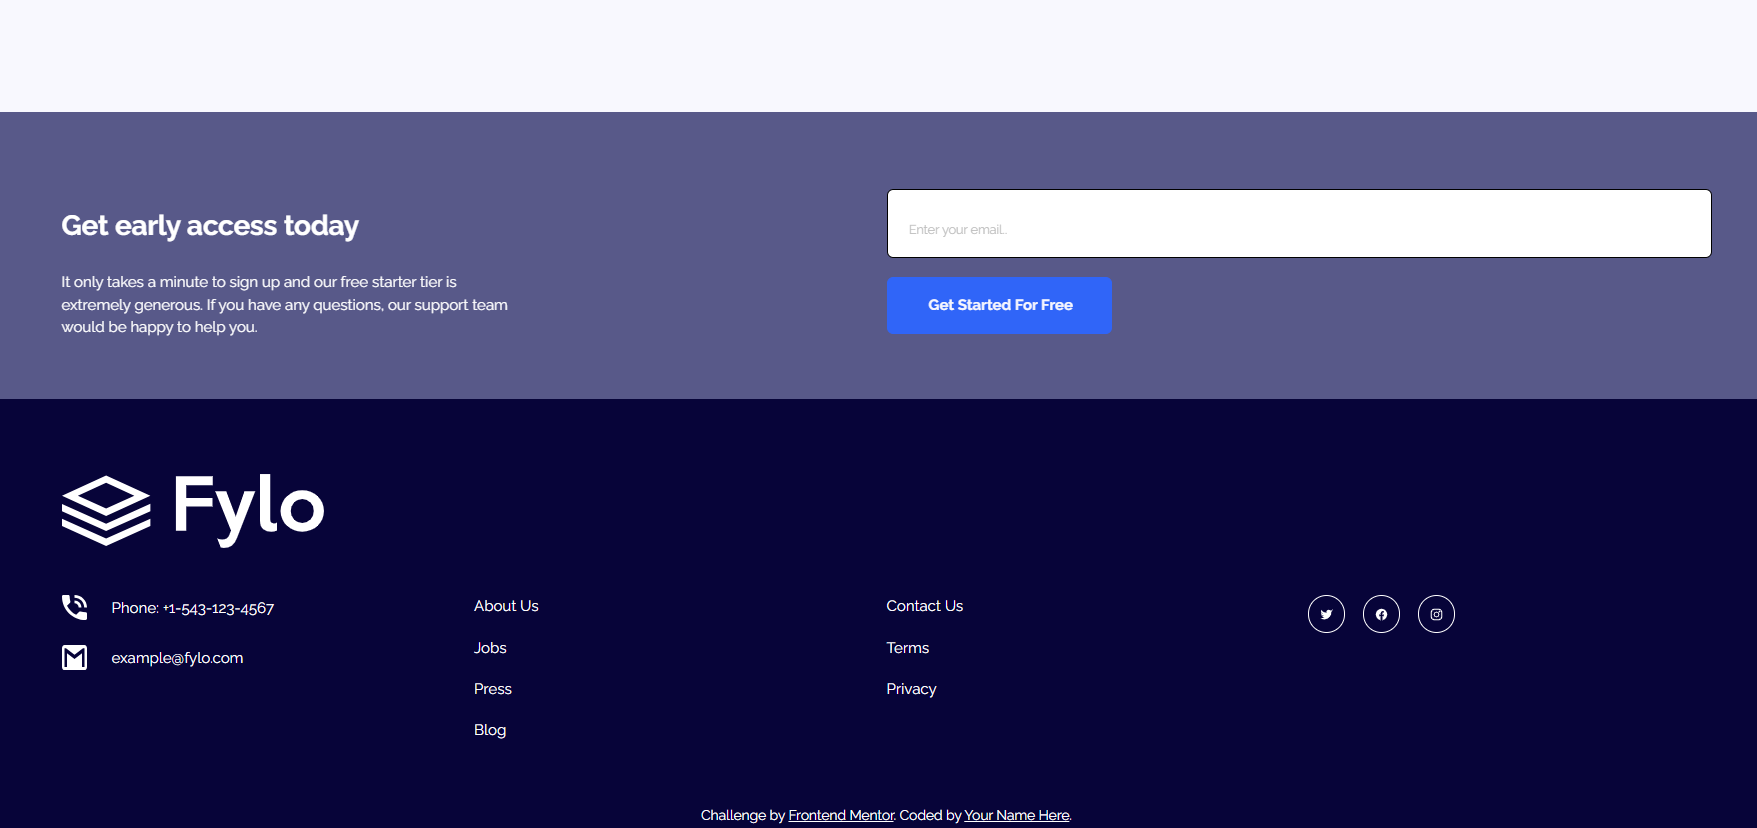 Get early access today
It only takes a minute to sign up and our free starter tier is
extremely generous. If you have any questions, our support team
would be happy to help you.
Enter your email..
Get Started For Free
Fylo
Phone: +1-543-123-4567
example@fylo.com
About Us
Jobs
Press
Blog
Contact Us
Terms
Privacy
Challenge by Frontend Mentor. Coded by Your Name Here.